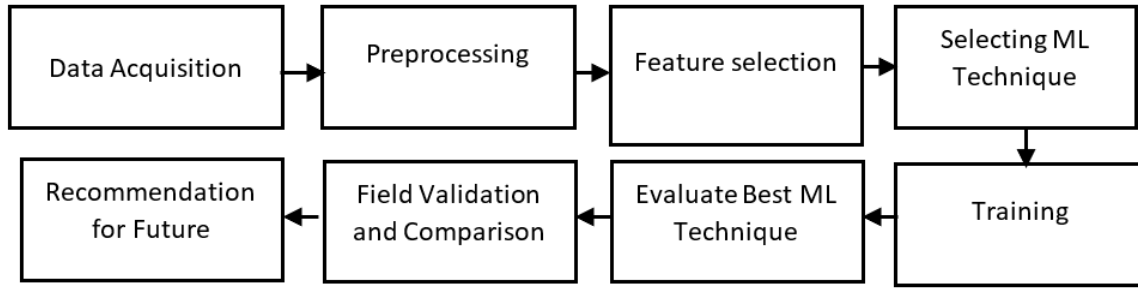 Data Acquisition
Preprocessing
Feature selection
Selecting ML
Technique
Training
Evaluate Best ML
Technique
Field Validation
and Comparison
Recommendation
for Future